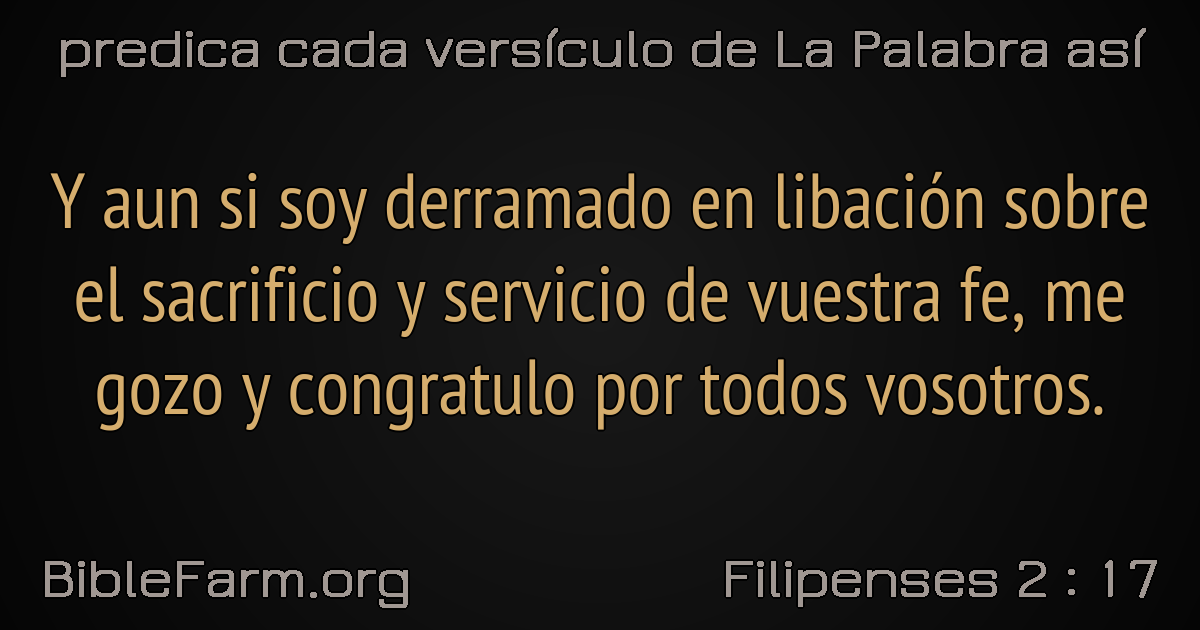 predica cada versículo de La Palabra así
Y aun si soy derramado en libación sobre
el sacrificio y servicio de vuestra fe, me
gozo y congratulo por todos vosotros.
BibleFarm.org
Filipenses 2 : 17